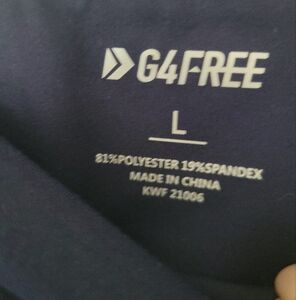 G4FREE
L
81%POLYESTER 19%SPANDEX
MADE IN CHINA
KWF 21006